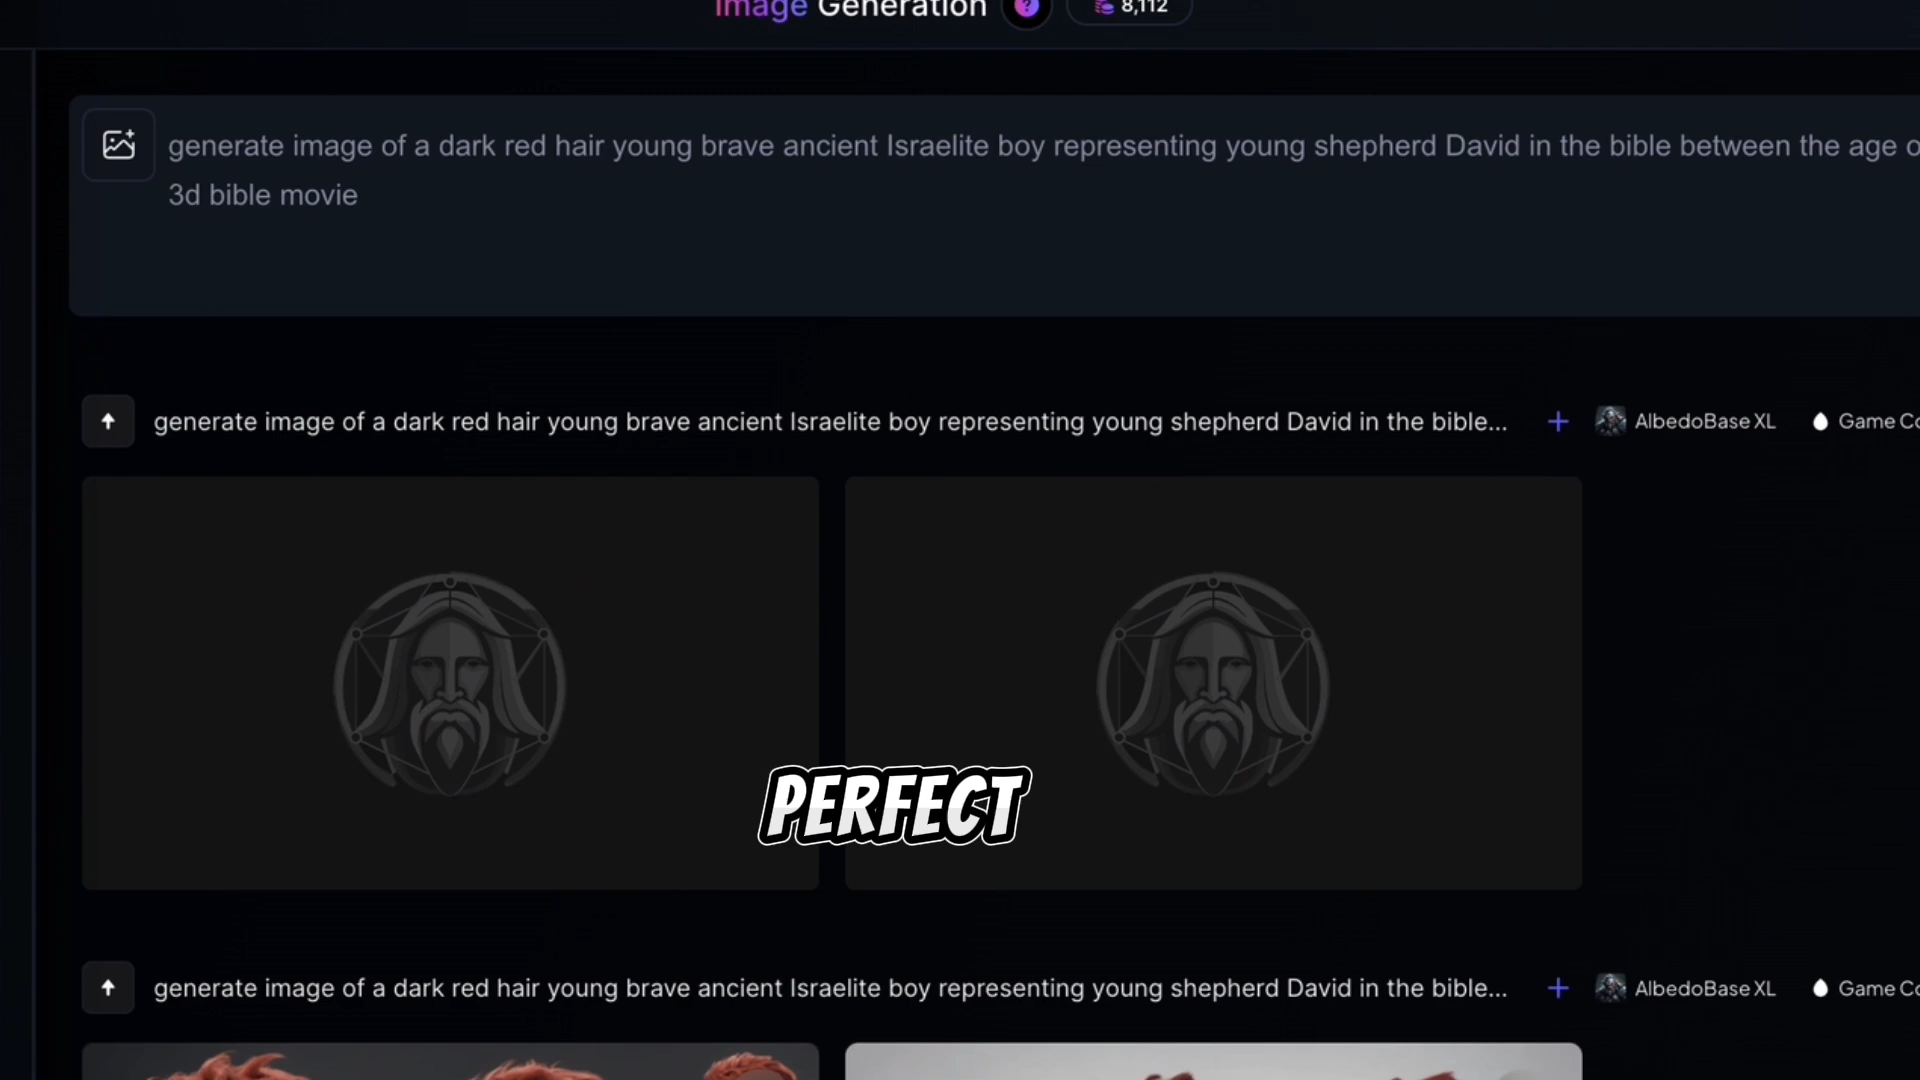 Image Generation ? 8,112
generate image of a dark red hair young brave ancient Israelite boy representing young shepherd David in the bible between the age
3d bible movie
generate image of a dark red hair young brave ancient Israelite boy representing young shepherd David in the bible... + AlbedoBase XL Game
PERFECT
generate image of a dark red hair young brave ancient Israelite boy representing young shepherd David in the bible... + AlbedoBase XL Game